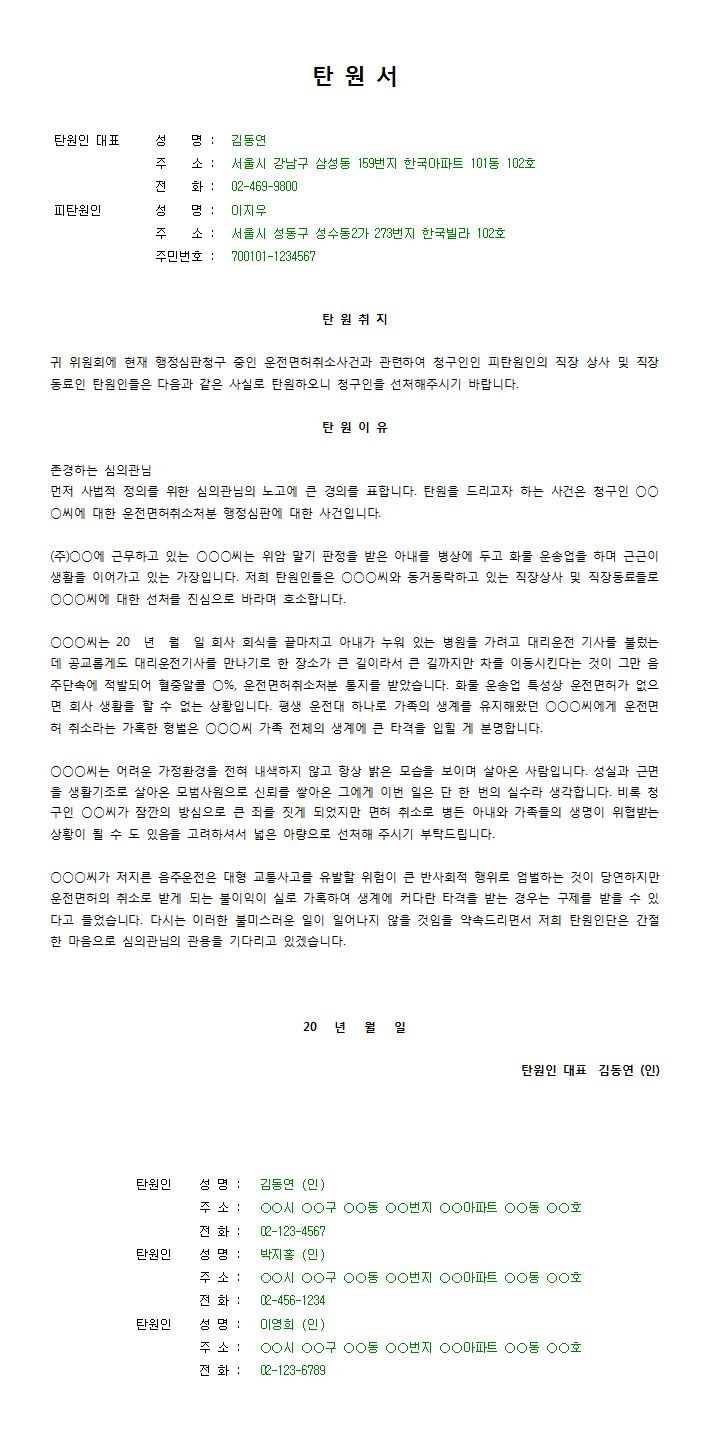 탄 원 서
탄원인 대표 성 명 : 김동연
주 소 : 서울시 강남구 삼성동 159번지 한국아파트 101동 102호
전 화 : 02-469-9800
피탄원인 성 명 : 이지우
주 소 : 서울시 성동구 성수동2가 273번지 한국빌라 102호
주민번호 : 700101-1234567
탄 원 취 지
귀 위원회에 현재 행정심판청구 중인 운전면허취소사건과 관련하여 청구인인 피탄원인의 직장 상사 및 직장
동료인 탄원인들은 다음과 같은 사실로 탄원하오니 청구인을 선처해주시기 바랍니다.
탄 원 이 유
존경하는 심의관님
먼저 사법적 정의를 위한 심의관님의 노고에 큰 경의를 표합니다. 탄원을 드리고자 하는 사건은 청구인 ○○
○씨에 대한 운전면허취소처분 행정심판에 대한 사건입니다.
(주)○○에 근무하고 있는 ○○○씨는 위암 말기 판정을 받은 아내를 병상에 두고 화물 운송업을 하며 근근이
생활을 이어가고 있는 가장입니다. 저희 탄원인들은 ○○○씨와 동거동락하고 있는 직장상사 및 직장동료들로
○○○씨에 대한 선처를 진심으로 바라며 호소합니다.
○○○씨는 20 년 월 일 회사 회식을 끝마치고 아내가 누워 있는 병원을 가려고 대리운전 기사를 불렀는
데 공교롭게도 대리운전기사를 만나기로 한 장소가 큰 길이라서 큰 길까지만 차를 이동시킨다는 것이 그만 음
주단속에 적발되어 혈중알콜 ○%, 운전면허취소처분 통지를 받았습니다. 화물 운송업 특성상 운전면허가 없으
면 회사 생활을 할 수 없는 상황입니다. 평생 운전대 하나로 가족의 생계를 유지해왔던 ○○○씨에게 운전면
허 취소라는 가혹한 형벌은 ○○○씨 가족 전체의 생계에 큰 타격을 입힐 게 분명합니다.
○○○씨는 어려운 가정환경을 전혀 내색하지 않고 항상 밝은 모습을 보이며 살아온 사람입니다. 성실과 근면
을 생활기조로 살아온 모범사원으로 신뢰를 쌓아온 그에게 이번 일은 단 한 번의 실수라 생각합니다. 비록 청
구인 ○○씨가 잠깐의 방심으로 큰 죄를 짓게 되었지만 면허 취소로 병든 아내와 가족들의 생명이 위협받는
상황이 될 수 도 있음을 고려하셔서 넓은 아량으로 선처해 주시기 부탁드립니다.
○○○씨가 저지른 음주운전은 대형 교통사고를 유발할 위험이 큰 반사회적 행위로 엄벌하는 것이 당연하지만
운전면허의 취소로 받게 되는 불이익이 실로 가혹하여 생계에 커다란 타격을 받는 경우는 구제를 받을 수 있
다고 들었습니다. 다시는 이러한 불미스러운 일이 일어나지 않을 것임을 약속드리면서 저희 탄원인단은 간절
한 마음으로 심의관님의 관용을 기다리고 있겠습니다.
20 년 월 일
탄원인 대표 김동연 (인)
탄원인 성 명 : 김동연 (인)
주 소 : ○○시 ○○구 ○○동 ○○번지 ○○아파트 ○○동 ○○호
전 화 : 02-123-4567
탄원인 성 명 : 박지홍 (인)
주 소 : ○○시 ○○구 ○○동 ○○번지 ○○아파트 ○○동 ○○호
전 화 : 02-456-1234
탄원인 성 명 : 이영희 (인)
주 소 : ○○시 ○○구 ○○동 ○○번지 ○○아파트 ○○동 ○○호
전 화 : 02-123-6789